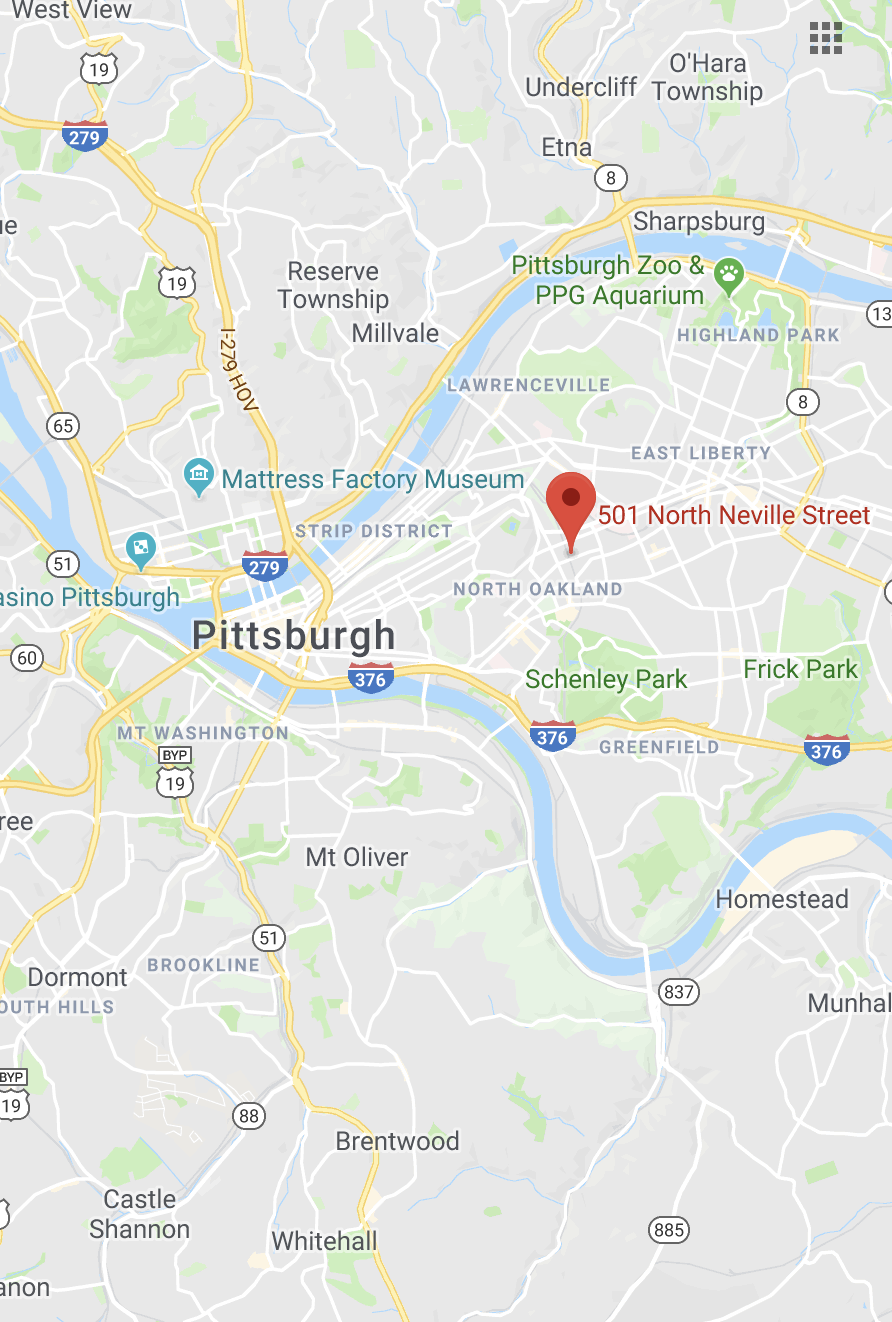 West View
19
O'Hara
Township
Undercliff
279
Etna
8
Sharpsburg
Pittsburgh Zoo &
PPG Aquarium
19
Reserve
Township
Millvale
HIGHLAND PARK
13
I-279 HOV
LAWRENCEVILLE
8
65
EAST LIBERTY
Mattress Factory Museum
501 North Neville Street
STRIP DISTRICT
51
279
NORTH OAKLAND
asino Pittsburgh
Pittsburgh
60
376
Schenley Park
Frick Park
MT WASHINGTON
376
GREENFIELD
376
BYP
19
ree
Mt Oliver
Homestead
51
BROOKLINE
Dormont
OUTH HILLS
837
Munhal
BYP
19
88
Brentwood
Castle
Shannon
885
Whitehall
anon